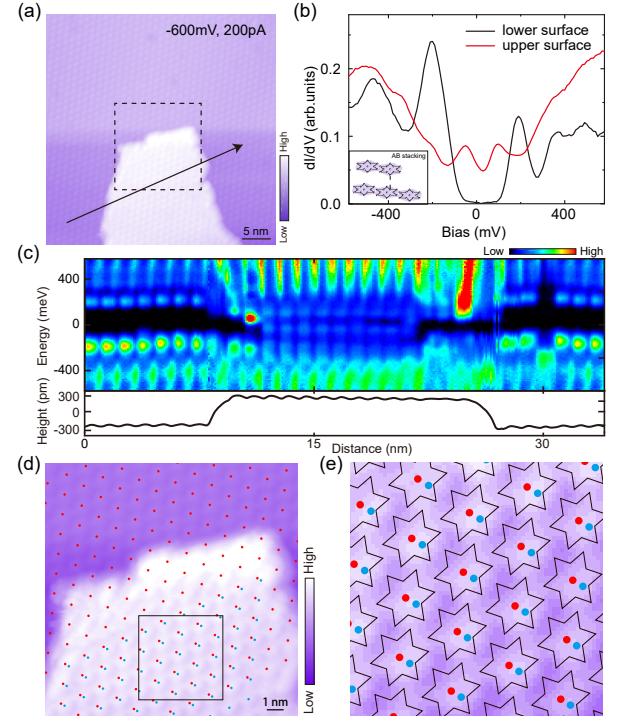 (a)
-600mV, 200pA
High
Low
5 nm
(b)
lower surface
upper surface
dI/dV (arb.units)
0.2
0.1
0.0
AB stacking
-400
0
400
Bias (mV)
(c)
Low
High
Energy (meV)
400
0
-400
Height (pm)
300
0
-300
0
15
30
Distance (nm)
(d)
High
Low
1 nm
(e)